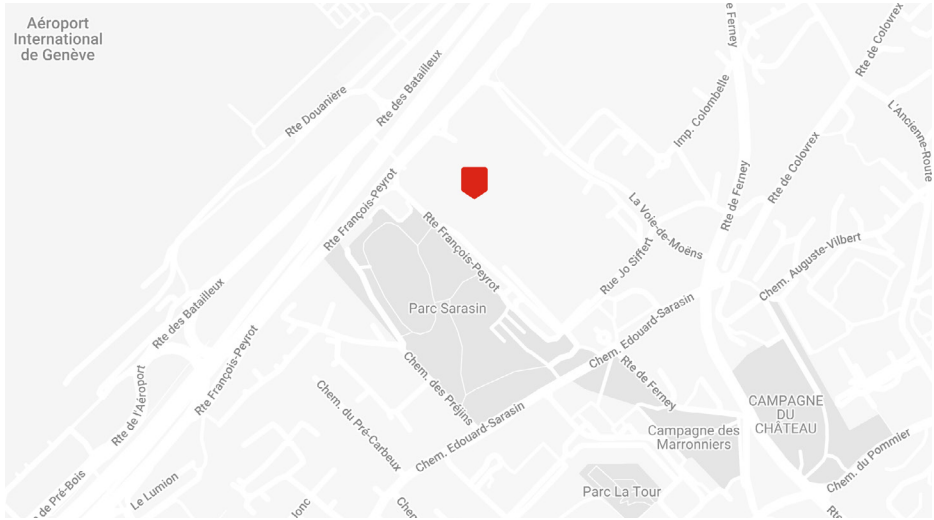 Aéroport
International
de Genève
e Ferney
Rte de Colovrex
Rte des Batailleux
Rte Douanière
Imp. Colombelle
L'Ancienne-Route
Rte de Colovrex
Rte de Ferney
Rte François-Peyrot
Rte François-Peyrot
La Voie-de-Moëns
Chem. Auguste-Vilbert
Rue Jo Siffert
Rte des Batailleux
Parc Sarasin
Chem. Edouard-Sarasin
Rte François-Peyrot
Rte de l'Aéroport
Chem. des Préjins
Rte de Ferney
Chem. du Pré-Carbeux
CAMPAGNE
DU
CHÂTEAU
Chem. Edouard-Sarasin
Campagne des
Marronniers
Chem. du Pommier
e de Pré-Bois
Le Lumion
Parc La Tour
lonc
Chem
Rte